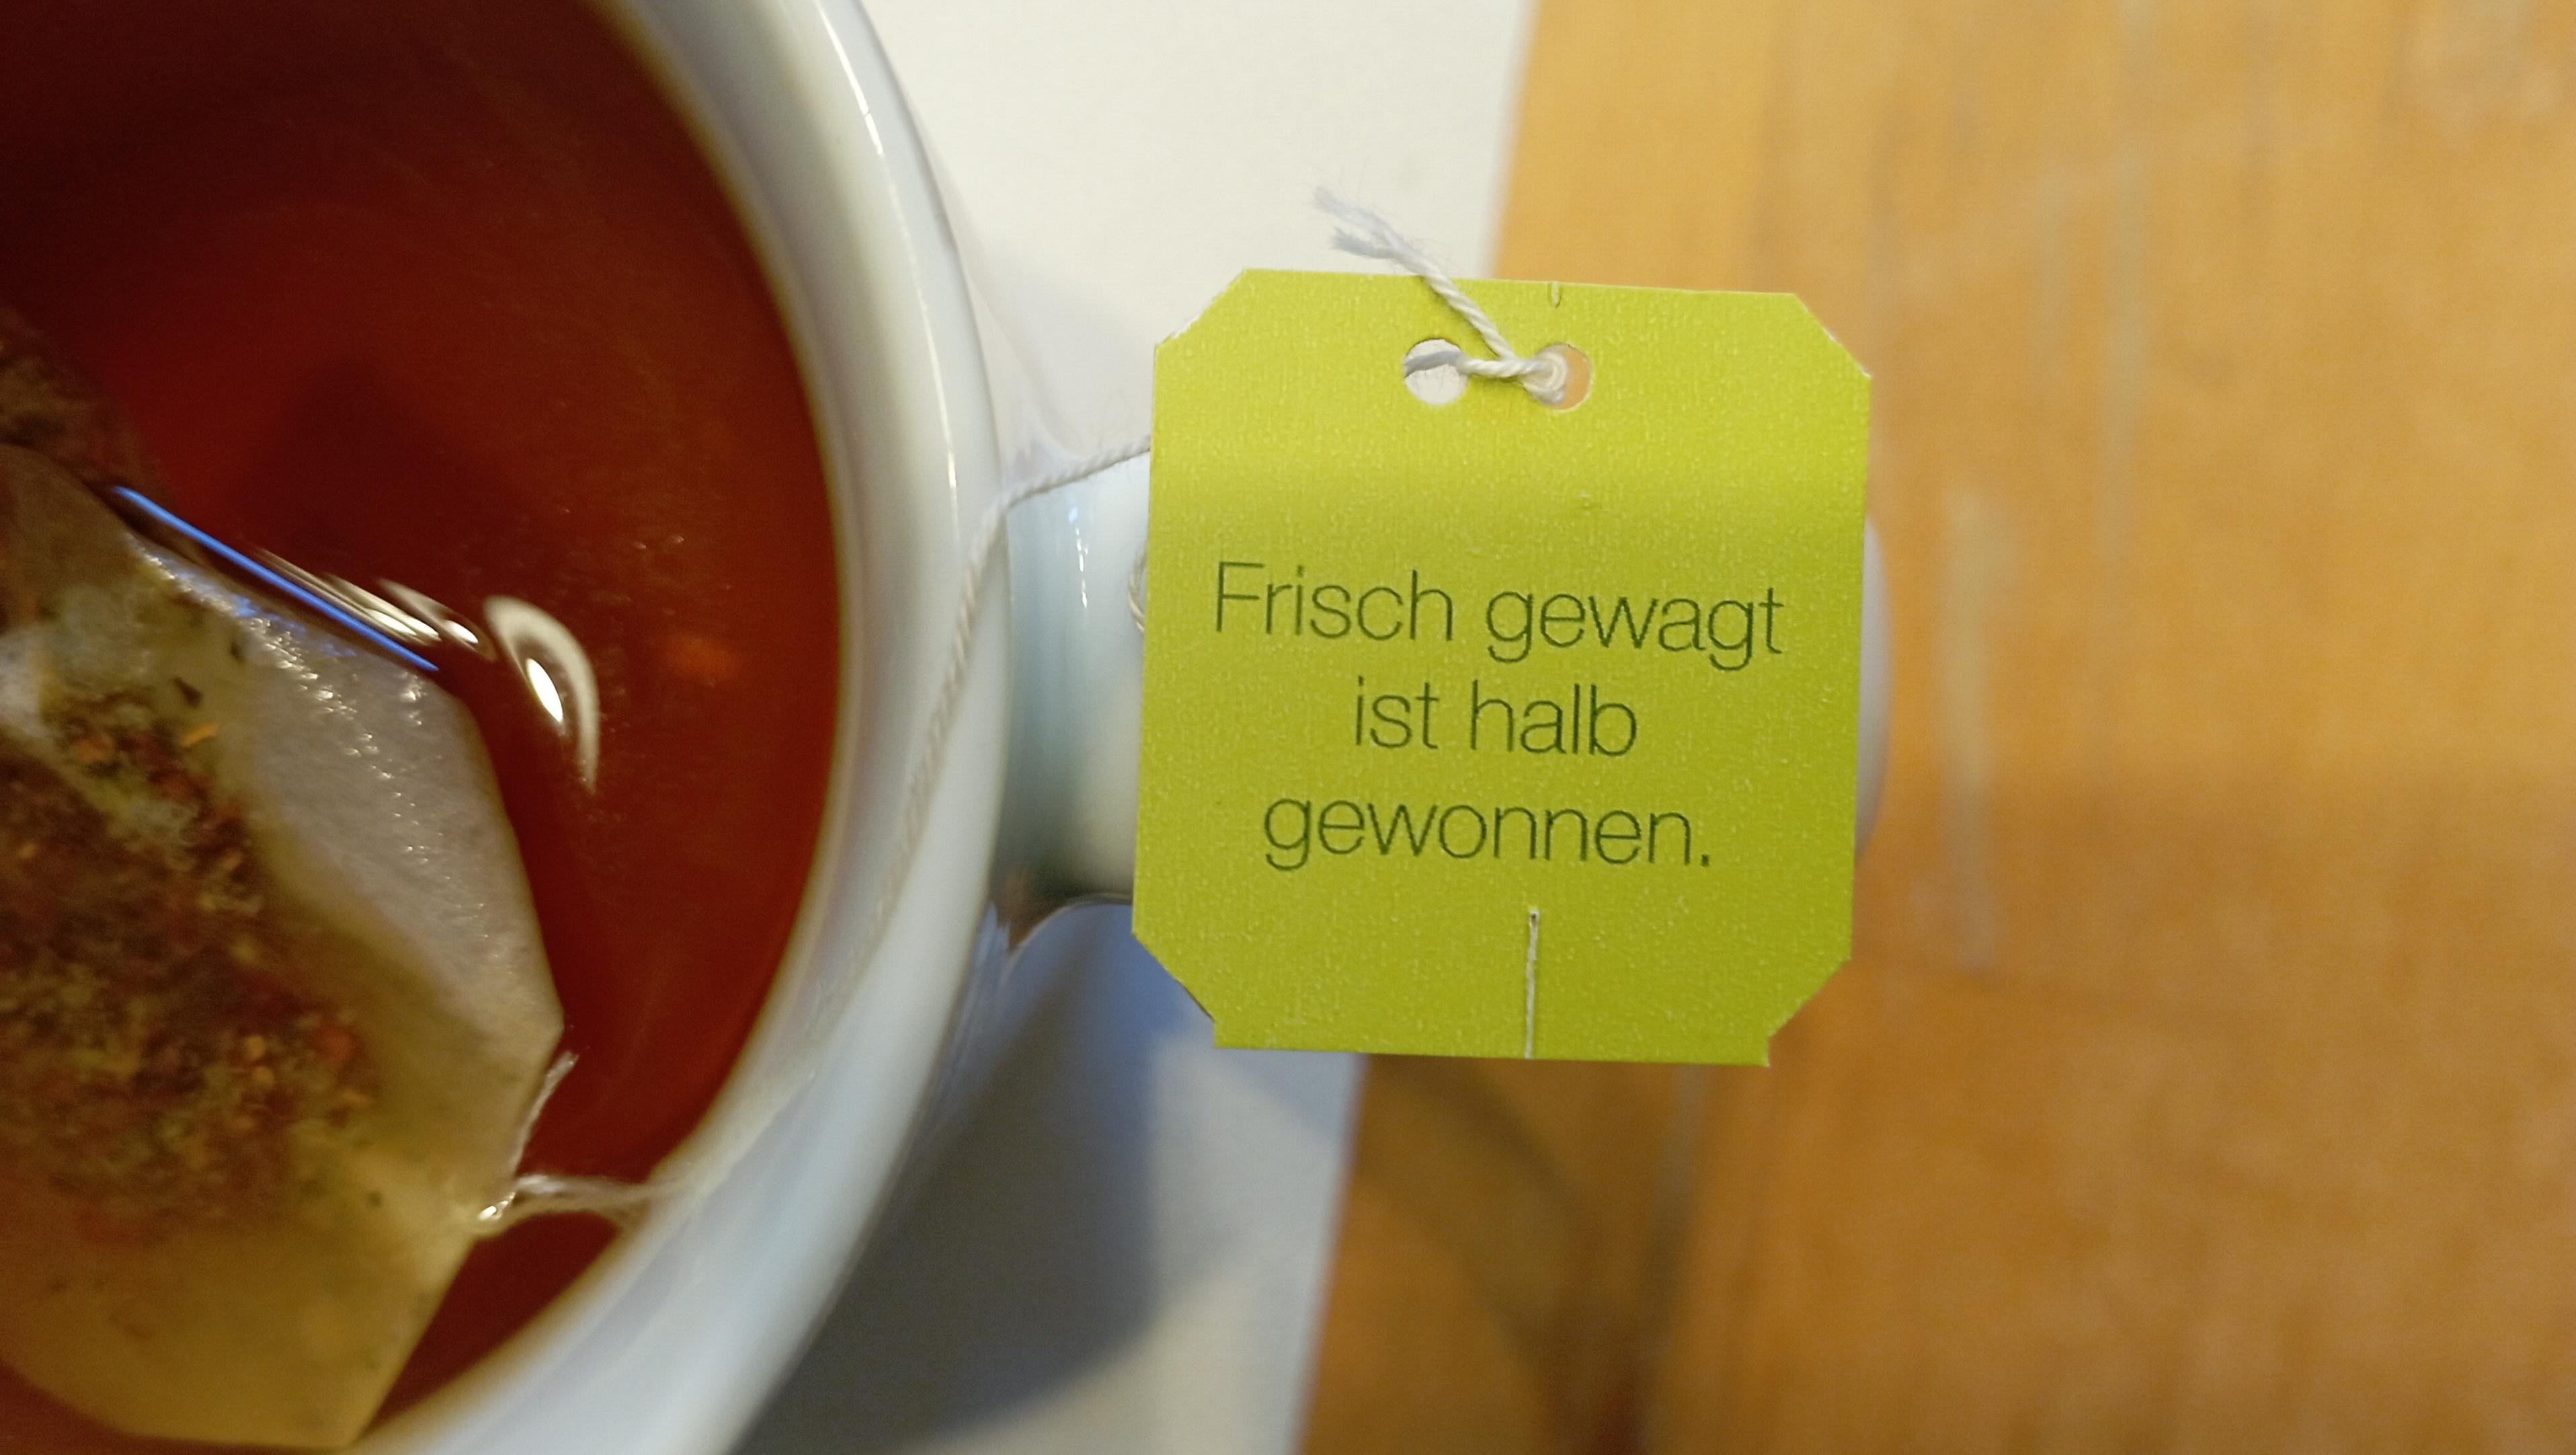 Frisch gewagt
ist halb
gewonnen.